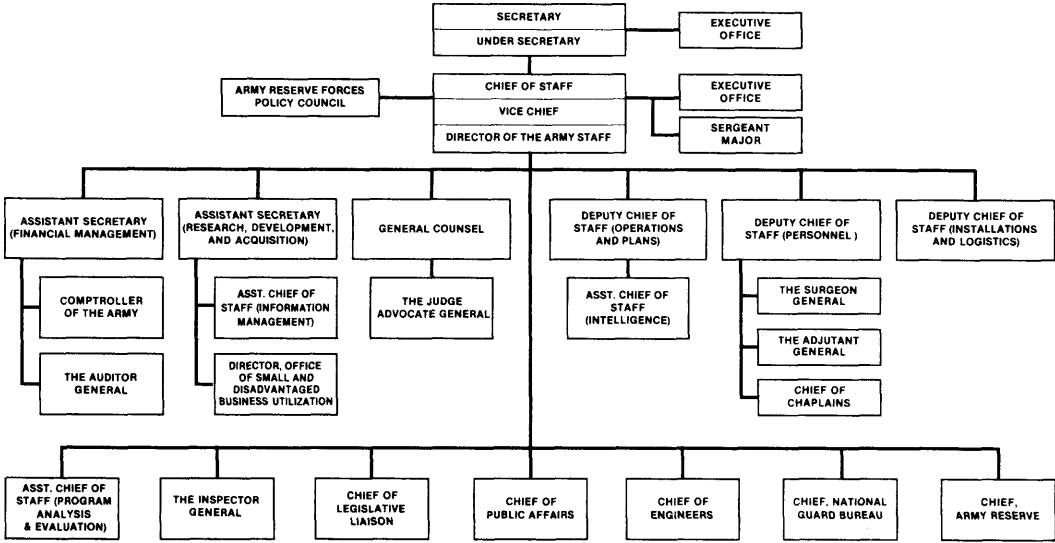 SECRETARY
UNDER SECRETARY
EXECUTIVE
OFFICE
ARMY RESERVE FORCES
POLICY COUNCIL
CHIEF OF STAFF
VICE CHIEF
DIRECTOR OF THE ARMY STAFF
EXECUTIVE
OFFICE
SERGEANT
MAJOR
ASSISTANT SECRETARY
(FINANCIAL MANAGEMENT)
ASSISTANT SECRETARY
(RESEARCH, DEVELOPMENT,
AND ACQUISITION)
GENERAL COUNSEL
DEPUTY CHIEF OF
STAFF (OPERATIONS
AND PLANS)
DEPUTY CHIEF OF
STAFF (PERSONNEL)
DEPUTY CHIEF OF
STAFF (INSTALLATIONS
AND LOGISTICS)
COMPTROLLER
OF THE ARMY
ASST. CHIEF OF
STAFF (INFORMATION
MANAGEMENT)
THE JUDGE
ADVOCATE GENERAL
ASST. CHIEF OF
STAFF
(INTELLIGENCE)
THE SURGEON
GENERAL
THE AUDITOR
GENERAL
DIRECTOR, OFFICE
OF SMALL AND
DISADVANTAGED
BUSINESS UTILIZATION
THE ADJUTANT
GENERAL
CHIEF OF
CHAPLAINS
ASST. CHIEF OF
STAFF (PROGRAM
ANALYSIS
& EVALUATION)
THE INSPECTOR
GENERAL
CHIEF OF
LEGISLATIVE
LIAISON
CHIEF OF
PUBLIC AFFAIRS
CHIEF OF
ENGINEERS
CHIEF, NATIONAL
GUARD BUREAU
CHIEF,
ARMY RESERVE